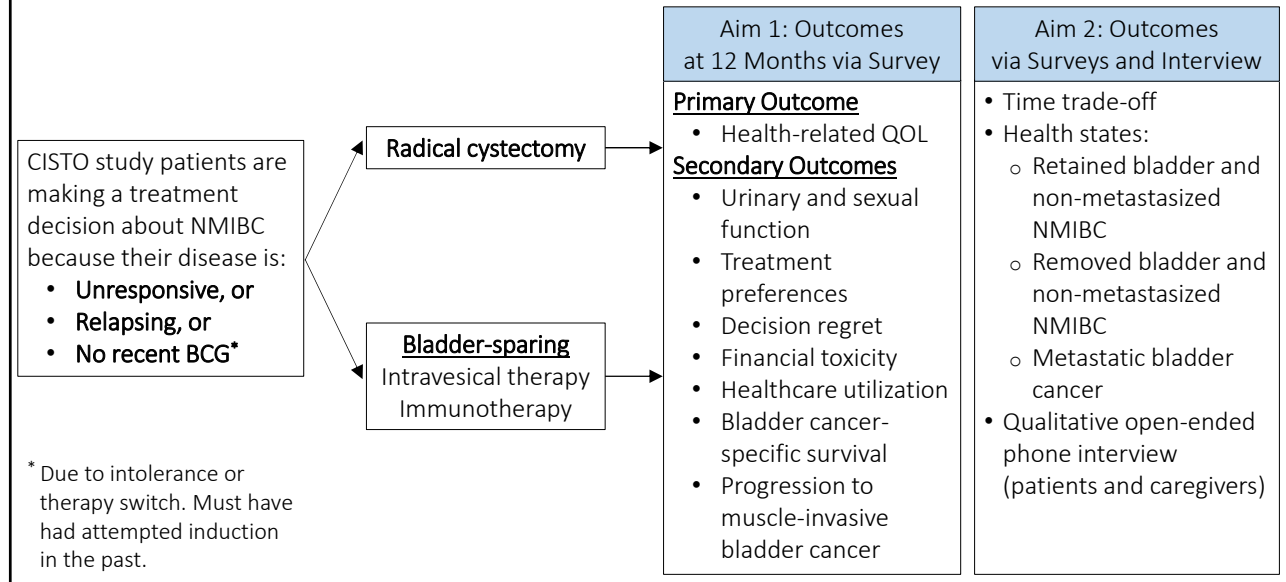 CISTO study patients are
making a treatment
decision about NMIBC
because their disease is:
• Unresponsive, or
• Relapsing, or
• No recent BCG*
* Due to intolerance or
therapy switch. Must have
had attempted induction
in the past.
Radical cystectomy
Bladder-sparing
Intravesical therapy
Immunotherapy
Aim 1: Outcomes
at 12 Months via Survey
Primary Outcome
• Health-related QOL
Secondary Outcomes
• Urinary and sexual
function
• Treatment
preferences
• Decision regret
• Financial toxicity
• Healthcare utilization
• Bladder cancer-
specific survival
• Progression to
muscle-invasive
bladder cancer
Aim 2: Outcomes
via Surveys and Interview
• Time trade-off
• Health states:
o Retained bladder and
non-metastasized
NMIBC
o Removed bladder and
non-metastasized
NMIBC
o Metastatic bladder
cancer
• Qualitative open-ended
phone interview
(patients and caregivers)